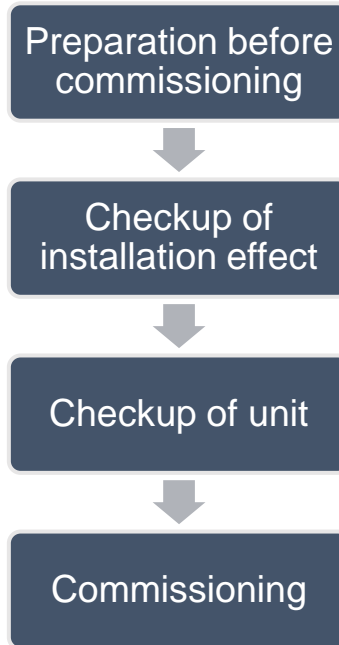 Preparation before
commissioning
Checkup of
installation effect
Checkup of unit
Commissioning